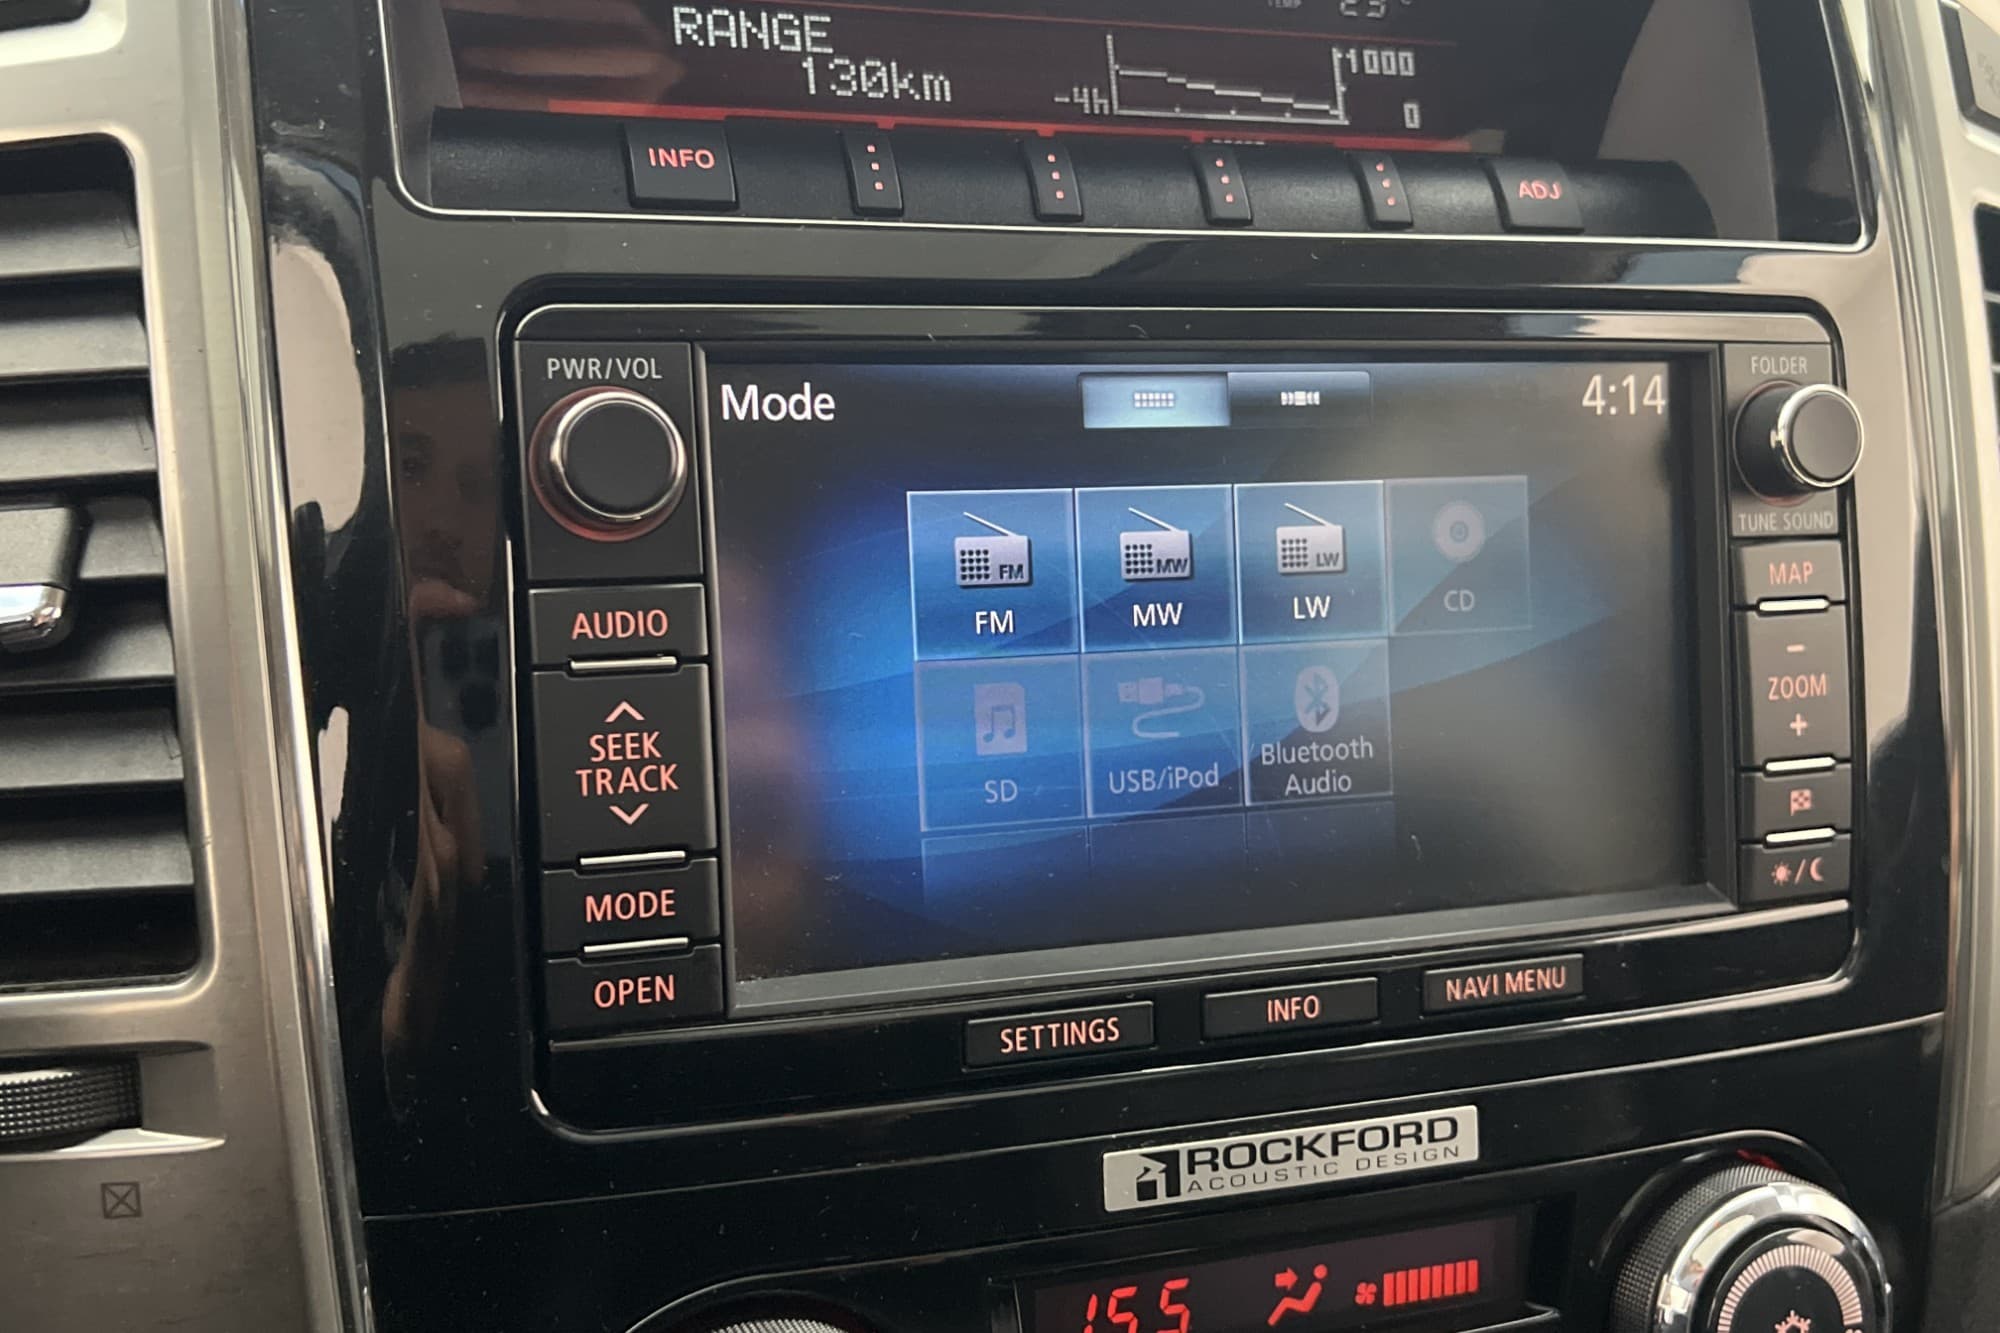 TEMP 23°
RANGE
130km
-4h
1000
0
INFO
ADJ
PWR/VOL
FOLDER
Mode
4:14
TUNE SOUND
FM
MW
LW
FM
MW
LW
CD
AUDIO
MAP
SEEK
TRACK
- 
ZOOM
+
SD
USB/iPod
Bluetooth
Audio
MODE
OPEN
SETTINGS
INFO
NAVI MENU
ROCKFORD
ACOUSTIC DESIGN
15.5